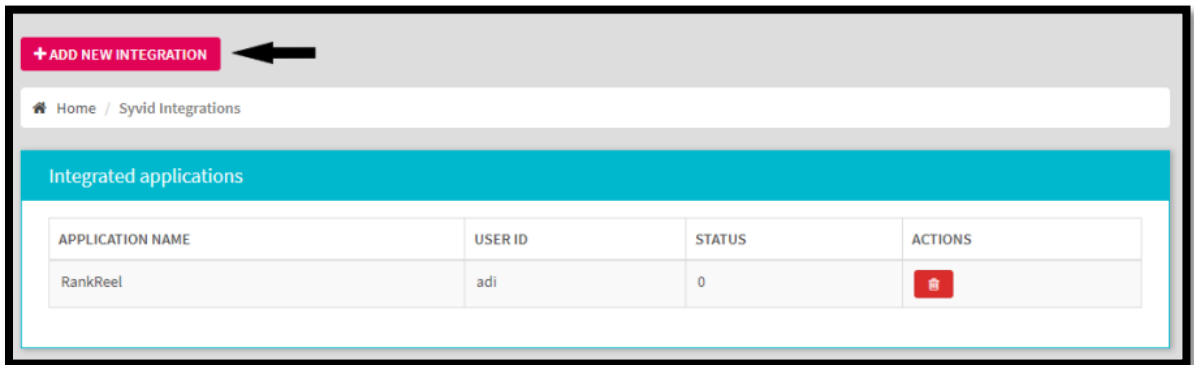 + ADD NEW INTEGRATION
Home / Syvid Integrations
Integrated applications
APPLICATION NAME USER ID STATUS ACTIONS
RankReel adi 0